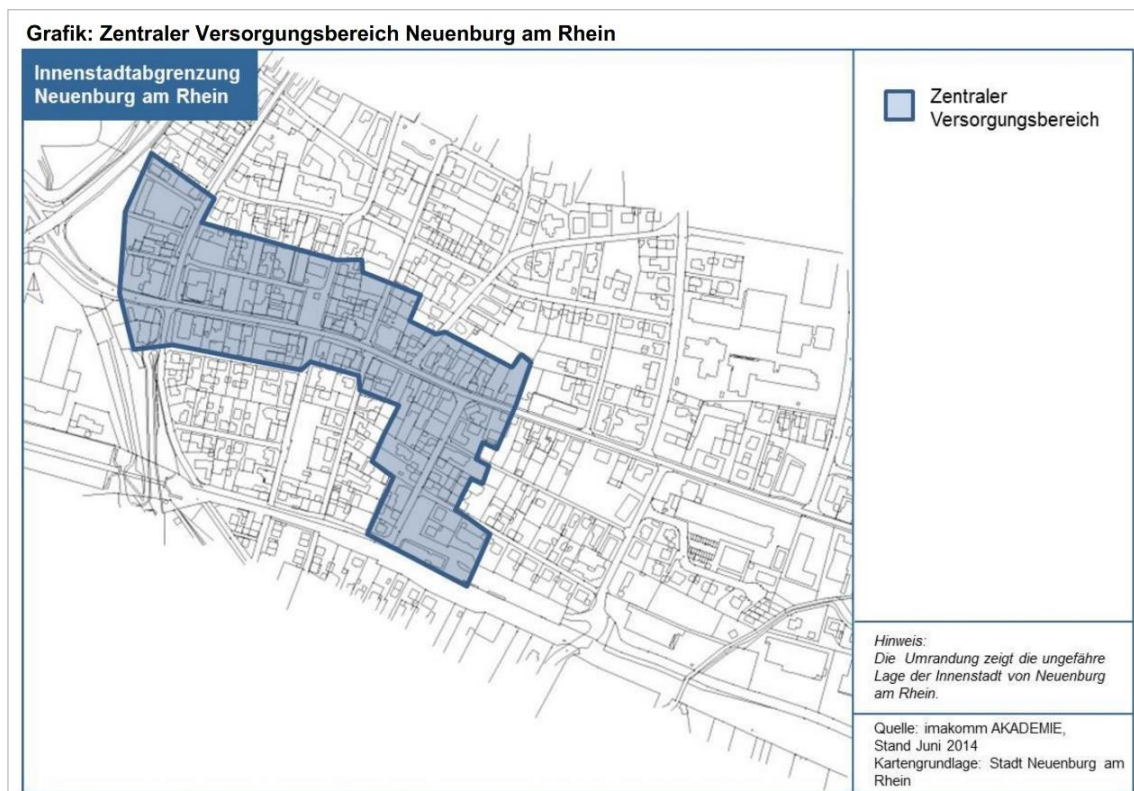 Grafik: Zentraler Versorgungsbereich Neuenburg am Rhein
Innenstadtabgrenzung
Neuenburg am Rhein
Zentraler
Versorgungsbereich
Hinweis:
Die Umrandung zeigt die ungefähre
Lage der Innenstadt von Neuenburg
am Rhein.
Quelle: imakomm AKADEMIE,
Stand Juni 2014
Kartengrundlage: Stadt Neuenburg am
Rhein